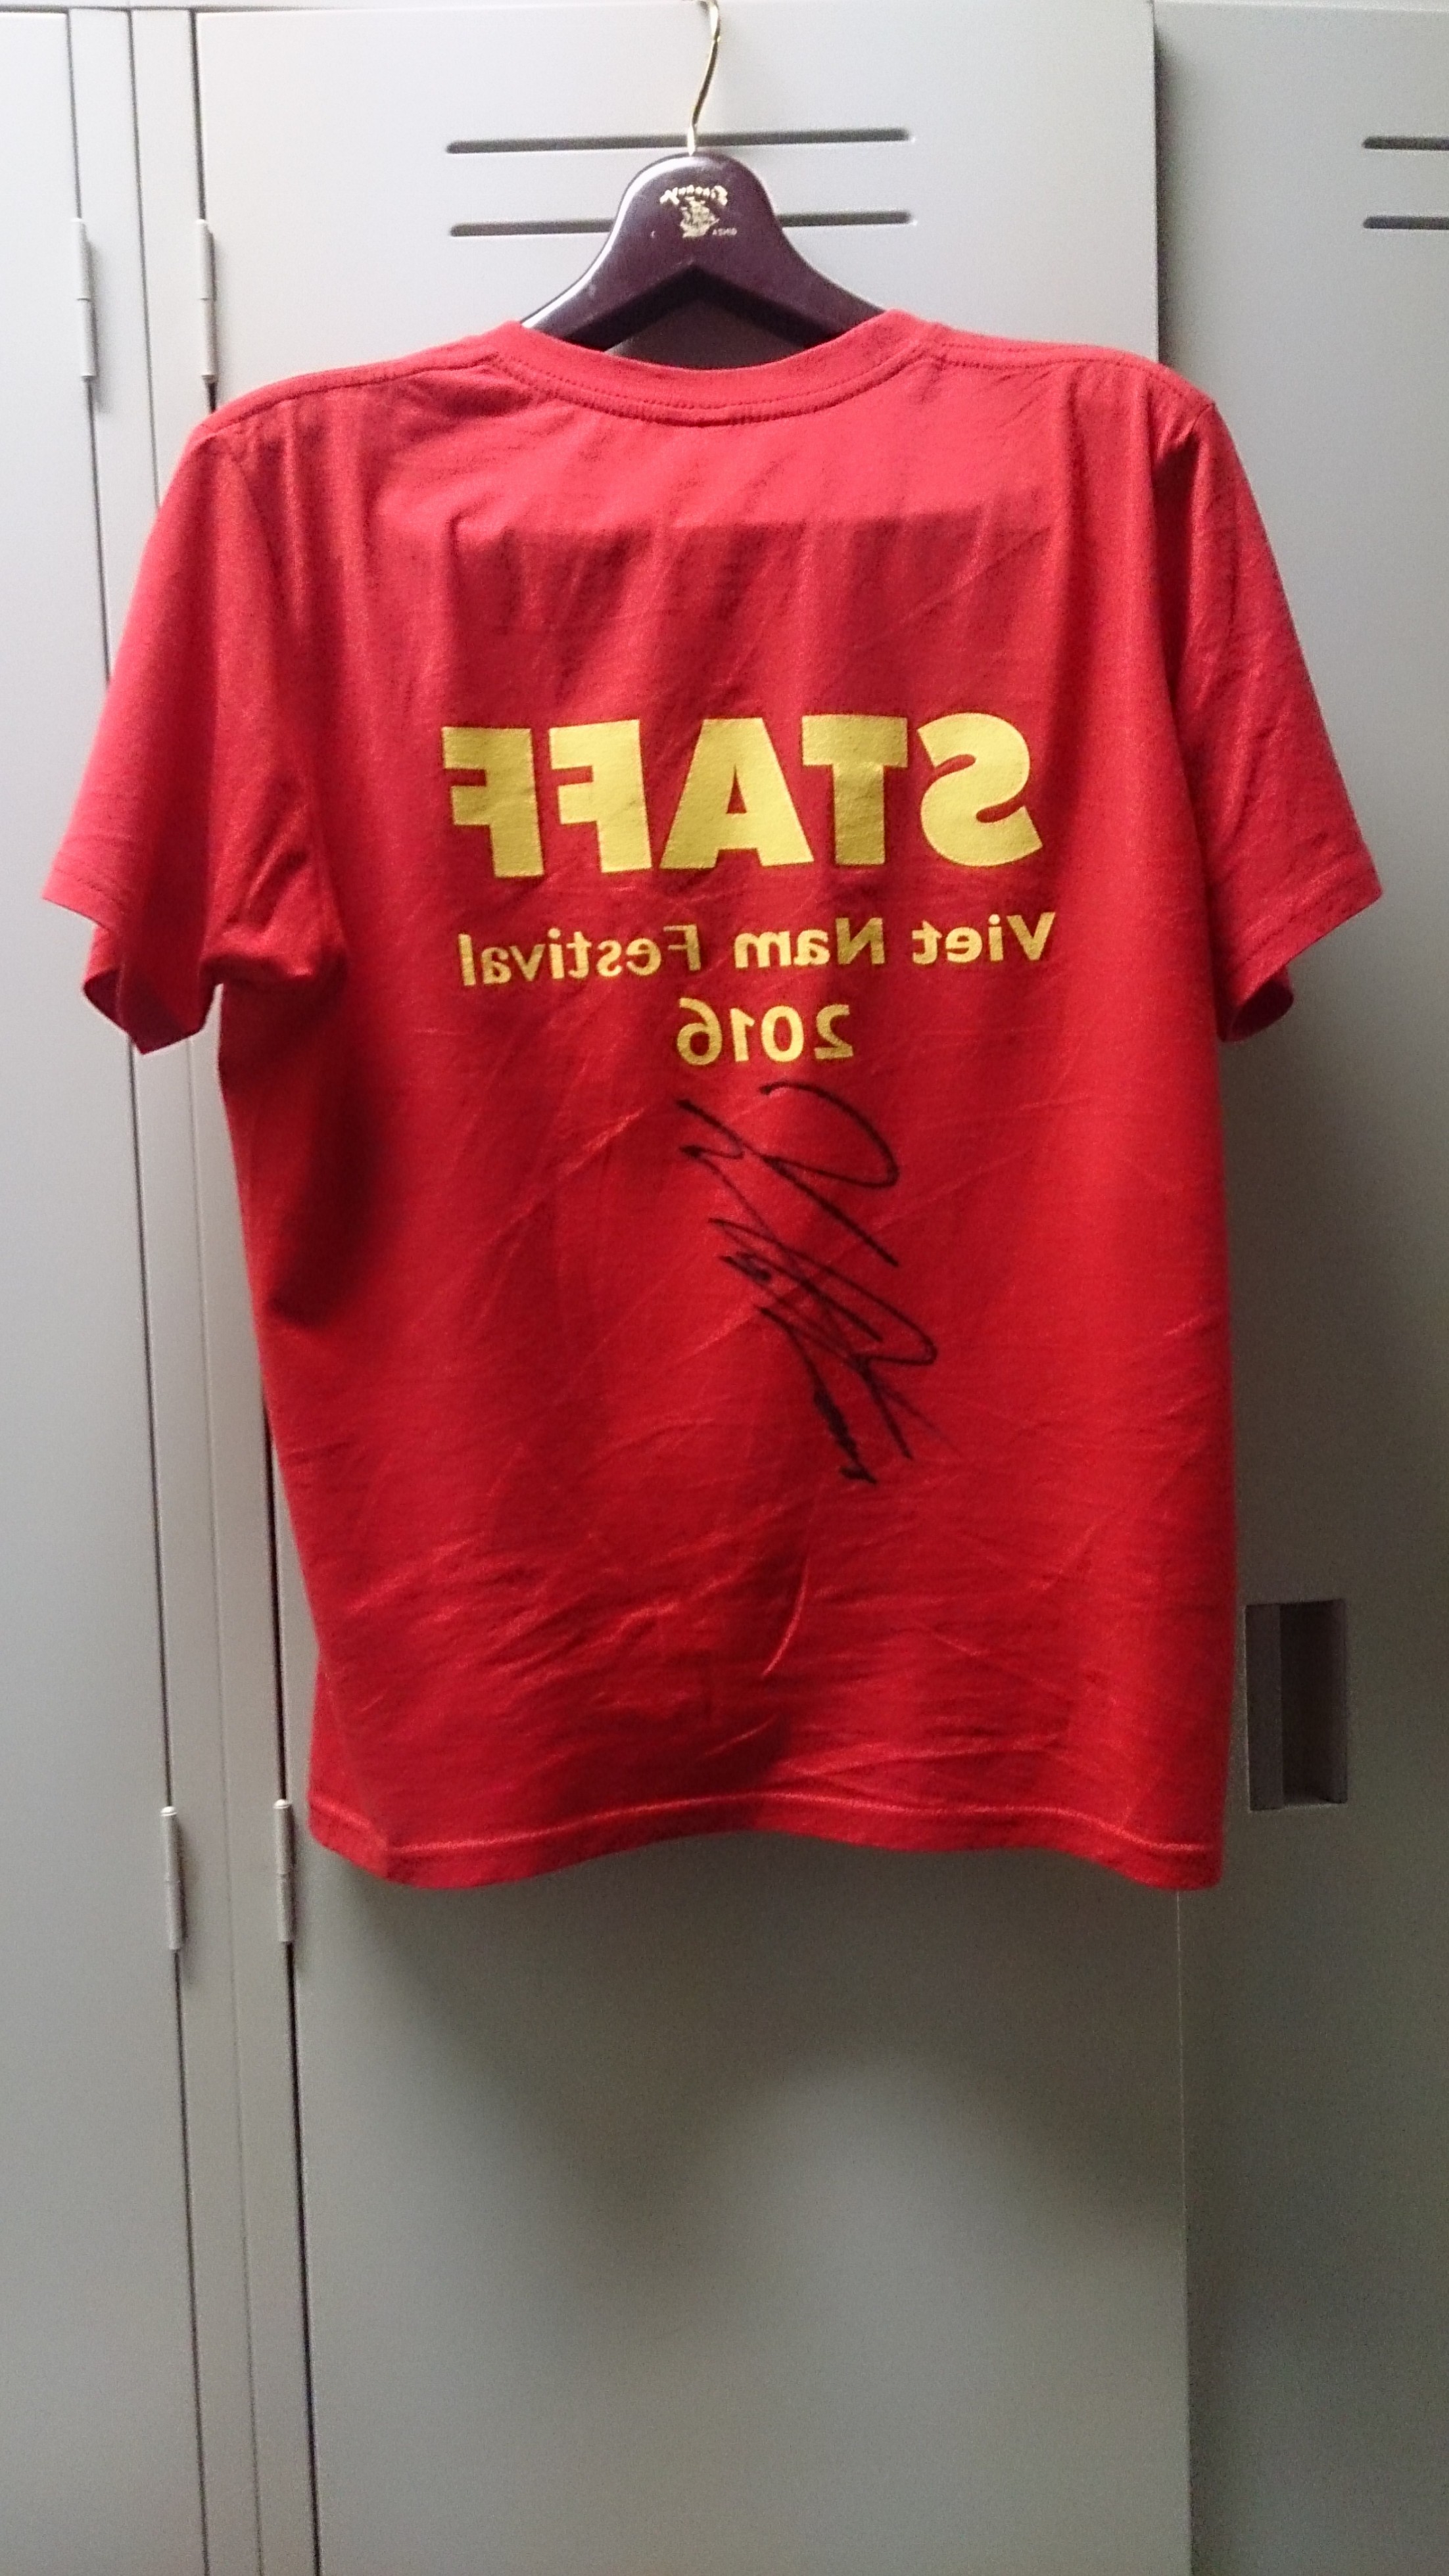 STAFF
Viet Nam Festival
2016